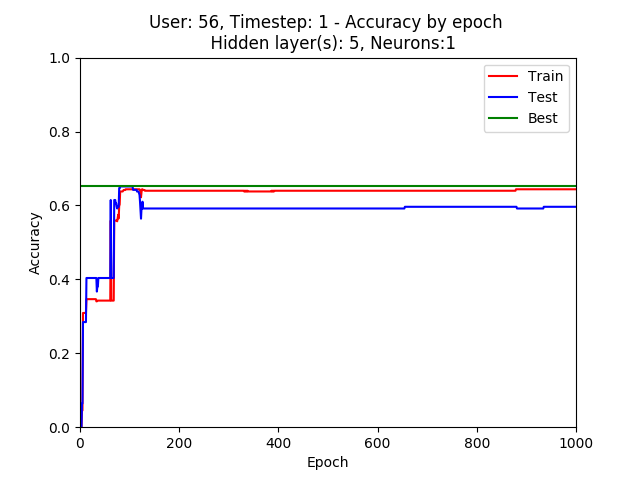 User: 56, Timestep: 1 - Accuracy by epoch
Hidden layer(s): 5, Neurons:1
1.0
0.8
0.6
0.4
0.2
0.0
Accuracy
Train
Test
Best
0 200 400 600 800 1000
Epoch